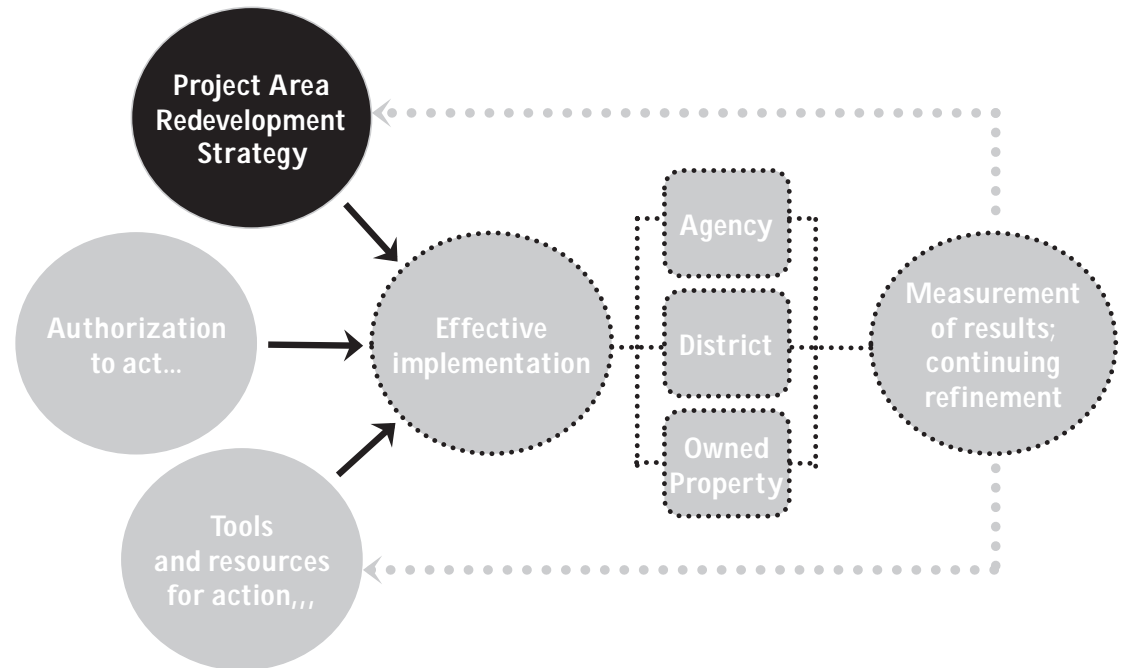 Project Area
Redevelopment
Strategy
Authorization
to act...
Tools
and resources
for action,,,
Effective
implementation
Agency
District
Owned
Property
Measurement
of results;
continuing
refinement